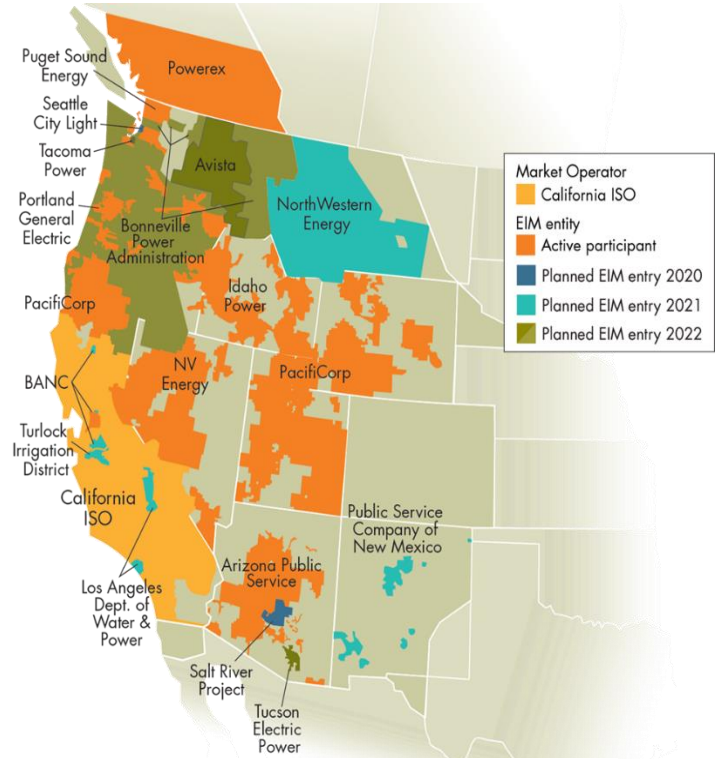 Puget Sound
Energy
Powerex
Seattle
City Light
Tacoma
Power
Avista
Portland
General
Electric
Bonneville
Power
Administration
NorthWestern
Energy
PacifiCorp
Idaho
Power
NV
Energy
PacifiCorp
BANC
Turlock
Irrigation
District
California
ISO
Los Angeles
Dept. of
Water &
Power
Arizona Public
Service
Public Service
Company of
New Mexico
Salt River
Project
Tucson
Electric
Power
Market Operator
California ISO
EIM entity
Active participant
Planned EIM entry 2020
Planned EIM entry 2021
Planned EIM entry 2022